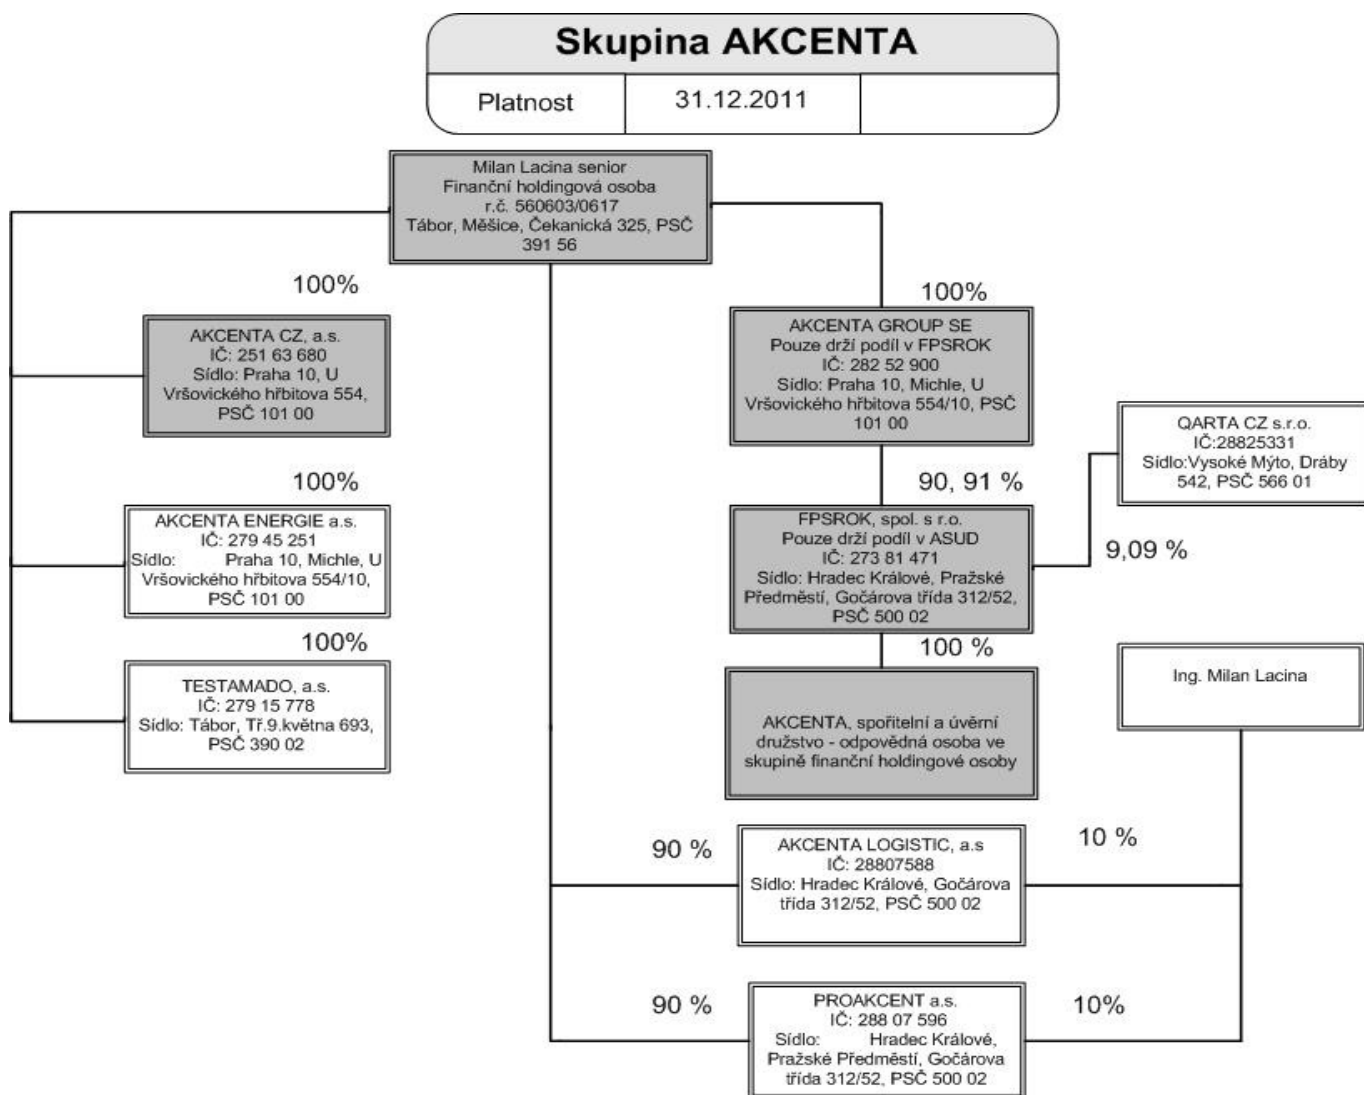 Skupina AKCENTA
Platnost 31.12.2011
Milan Lacina senior
Finanční holdingová osoba
r.č. 560603/0617
Tábor, Měšice, Čekanická 325, PSČ
391 56
100%
AKCENTA CZ, a.s.
IČ: 251 63 680
Sídlo: Praha 10, U
Vršovického hřbitova 554,
PSČ 101 00
100%
AKCENTA ENERGIE a.s.
IČ: 279 45 251
Sídlo: Praha 10, Michle, U
Vršovického hřbitova 554/10,
PSČ 101 00
100%
TESTAMADO, a.s.
IČ: 279 15 778
Sídlo: Tábor, Tř.9.května 693,
PSČ 390 02
100%
AKCENTA GROUP SE
Pouze drží podíl v FPSROK
IČ: 282 52 900
Sídlo: Praha 10, Michle, U
Vršovického hřbitova 554/10, PSČ
101 00
90, 91 %
FPSROK, spol. s r.o.
Pouze drží podíl v ASUD
IČ: 273 81 471
Sídlo: Hradec Králové, Pražské
Předměstí, Gočárova třída 312/52,
PSČ 500 02
QARTA CZ s.r.o.
IČ:28825331
Sídlo:Vysoké Mýto, Dráby
542, PSČ 566 01
9,09 %
100 %
AKCENTA, spořitelní a úvěrní
družstvo - odpovědná osoba ve
skupině finanční holdingové osoby
Ing. Milan Lacina
90 %
AKCENTA LOGISTIC, a.s
IČ: 28807588
Sídlo: Hradec Králové, Gočárova
třída 312/52, PSČ 500 02
10 %
90 %
PROAKCENT a.s.
IČ: 288 07 596
Sídlo: Hradec Králové,
Pražské Předměstí, Gočárova
třída 312/52, PSČ 500 02
10%